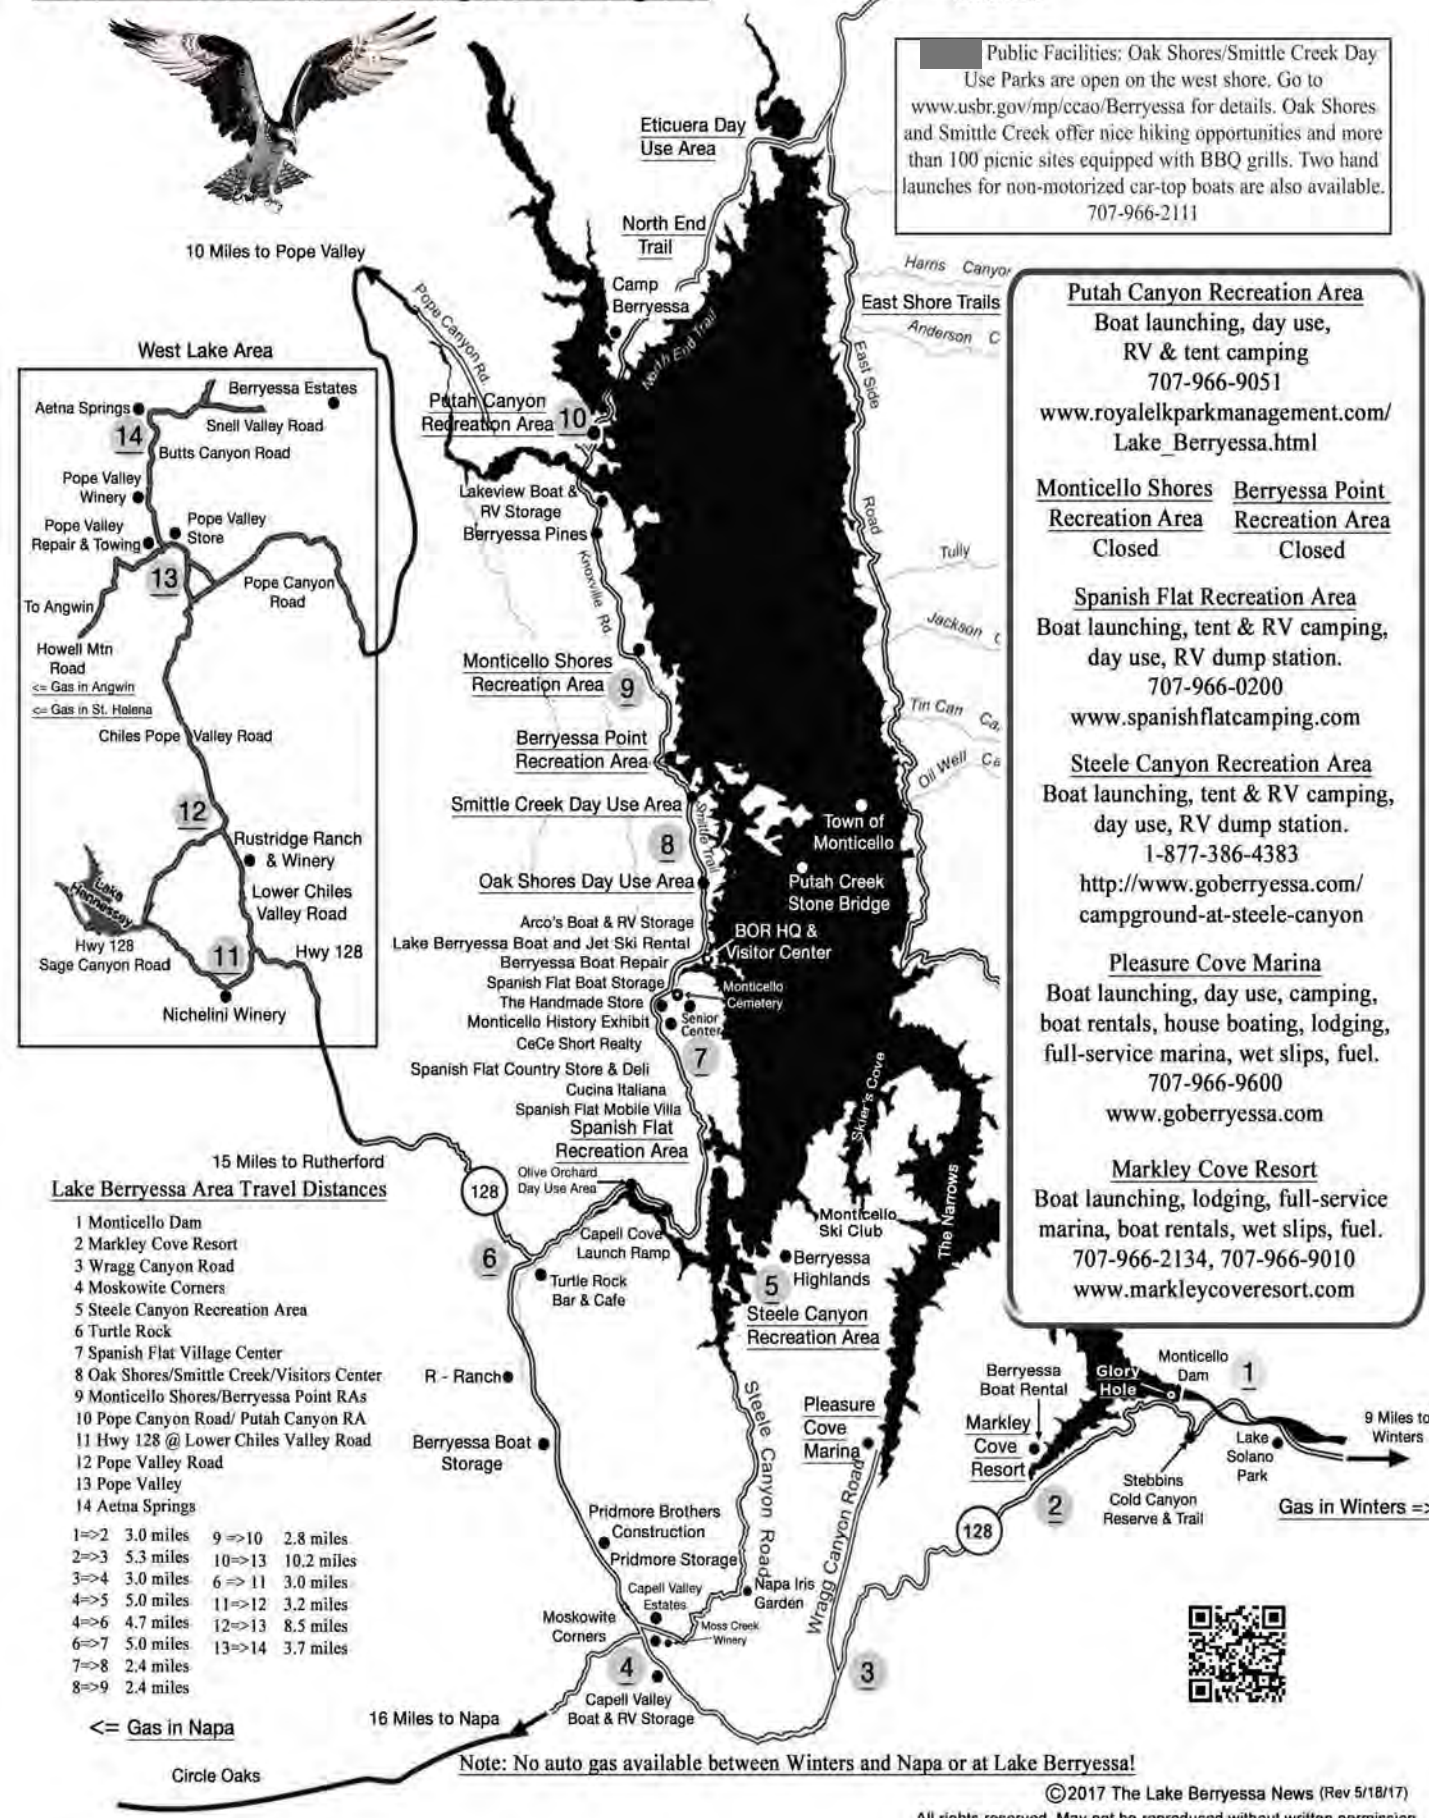 Public Facilities: Oak Shores/Smittle Creek Day
Use Parks are open on the west shore. Go to
www.usbr.gov/mp/ccao/Berryessa for details. Oak Shores
and Smittle Creek offer nice hiking opportunities and more
than 100 picnic sites equipped with BBQ grills. Two hand
launches for non-motorized car-top boats are also available.
707-966-2111
Eticuera Day
Use Area
North End
Trail
10 Miles to Pope Valley
Camp
Berryessa
Pope Canyon Rd.
North End Trail
Harris Canyon
East Shore Trails
Anderson C
East Side
Road
Putah Canyon
Recreation Area
10
Lakeview Boat &
RV Storage
Berryessa Pines
Knoxville Rd.
Tully
Jackson C
Tin Can Ca
Oil Well Ca
Monticello Shores
Recreation Area
9
Berryessa Point
Recreation Area
Smittle Creek Day Use Area
Smittle Trail
8
Oak Shores Day Use Area
Town of
Monticello
Putah Creek
Stone Bridge
BOR HQ &
Visitor Center
Arco's Boat & RV Storage
Lake Berryessa Boat and Jet Ski Rental
Berryessa Boat Repair
Spanish Flat Boat Storage
The Handmade Store
Monticello History Exhibit
CeCe Short Realty
Monticello
Cemetery
Senior
Center
7
Spanish Flat Country Store & Deli
Cucina Italiana
Spanish Flat Mobile Villa
Spanish Flat
Recreation Area
Olive Orchard
Day Use Area
Capell Cove
Launch Ramp
Skier's Cove
The Narrows
Monticello
Ski Club
Berryessa
Highlands
5
Steele Canyon
Recreation Area
West Lake Area
Berryessa Estates
Aetna Springs
14
Snell Valley Road
Butts Canyon Road
Pope Valley
Winery
Pope Valley
Repair & Towing
Pope Valley
Store
13
Pope Canyon
Road
To Angwin
Howell Mtn
Road
<= Gas in Angwin
<= Gas in St. Helena
Chiles Pope Valley Road
12
Rustridge Ranch
& Winery
Lower Chiles
Valley Road
Lake
Hennessey
Hwy 128
Sage Canyon Road
11
Hwy 128
Nichelini Winery
15 Miles to Rutherford
128
6
Turtle Rock
Bar & Cafe
R - Ranch
Berryessa Boat
Storage
Pridmore Brothers
Construction
Pridmore Storage
Capell Valley
Estates
Moskowite
Corners
Moss Creek
Winery
Napa Iris
Garden
4
Capell Valley
Boat & RV Storage
Steele Canyon Road
Pleasure
Cove
Marina
Wragg Canyon Road
3
128
Berryessa
Boat Rental
Markley
Cove
Resort
2
Glory
Hole
Monticello
Dam
1
Stebbins
Cold Canyon
Reserve & Trail
Lake
Solano
Park
9 Miles to
Winters
Gas in Winters =>
Putah Canyon Recreation Area
Boat launching, day use,
RV & tent camping
707-966-9051
www.royalelkparkmanagement.com/
Lake_Berryessa.html
Monticello Shores
Recreation Area
Closed
Berryessa Point
Recreation Area
Closed
Spanish Flat Recreation Area
Boat launching, tent & RV camping,
day use, RV dump station.
707-966-0200
www.spanishflatcamping.com
Steele Canyon Recreation Area
Boat launching, tent & RV camping,
day use, RV dump station.
1-877-386-4383
http://www.goberryessa.com/
campground-at-steele-canyon
Pleasure Cove Marina
Boat launching, day use, camping,
boat rentals, house boating, lodging,
full-service marina, wet slips, fuel.
707-966-9600
www.goberryessa.com
Markley Cove Resort
Boat launching, lodging, full-service
marina, boat rentals, wet slips, fuel.
707-966-2134, 707-966-9010
www.markleycoveresort.com
Lake Berryessa Area Travel Distances
1 Monticello Dam
2 Markley Cove Resort
3 Wragg Canyon Road
4 Moskowite Corners
5 Steele Canyon Recreation Area
6 Turtle Rock
7 Spanish Flat Village Center
8 Oak Shores/Smittle Creek/Visitors Center
9 Monticello Shores/Berryessa Point RAs
10 Pope Canyon Road/ Putah Canyon RA
11 Hwy 128 @ Lower Chiles Valley Road
12 Pope Valley Road
13 Pope Valley
14 Aetna Springs
1=>2 3.0 miles
2=>3 5.3 miles
3=>4 3.0 miles
4=>5 5.0 miles
4=>6 4.7 miles
6=>7 5.0 miles
7=>8 2.4 miles
8=>9 2.4 miles
9 =>10 2.8 miles
10=>13 10.2 miles
6 => 11 3.0 miles
11=>12 3.2 miles
12=>13 8.5 miles
13=>14 3.7 miles
<= Gas in Napa
16 Miles to Napa
Circle Oaks
Note: No auto gas available between Winters and Napa or at Lake Berryessa!
©2017 The Lake Berryessa News (Rev 5/18/17)
All rights reserved. May not be reproduced without written permission